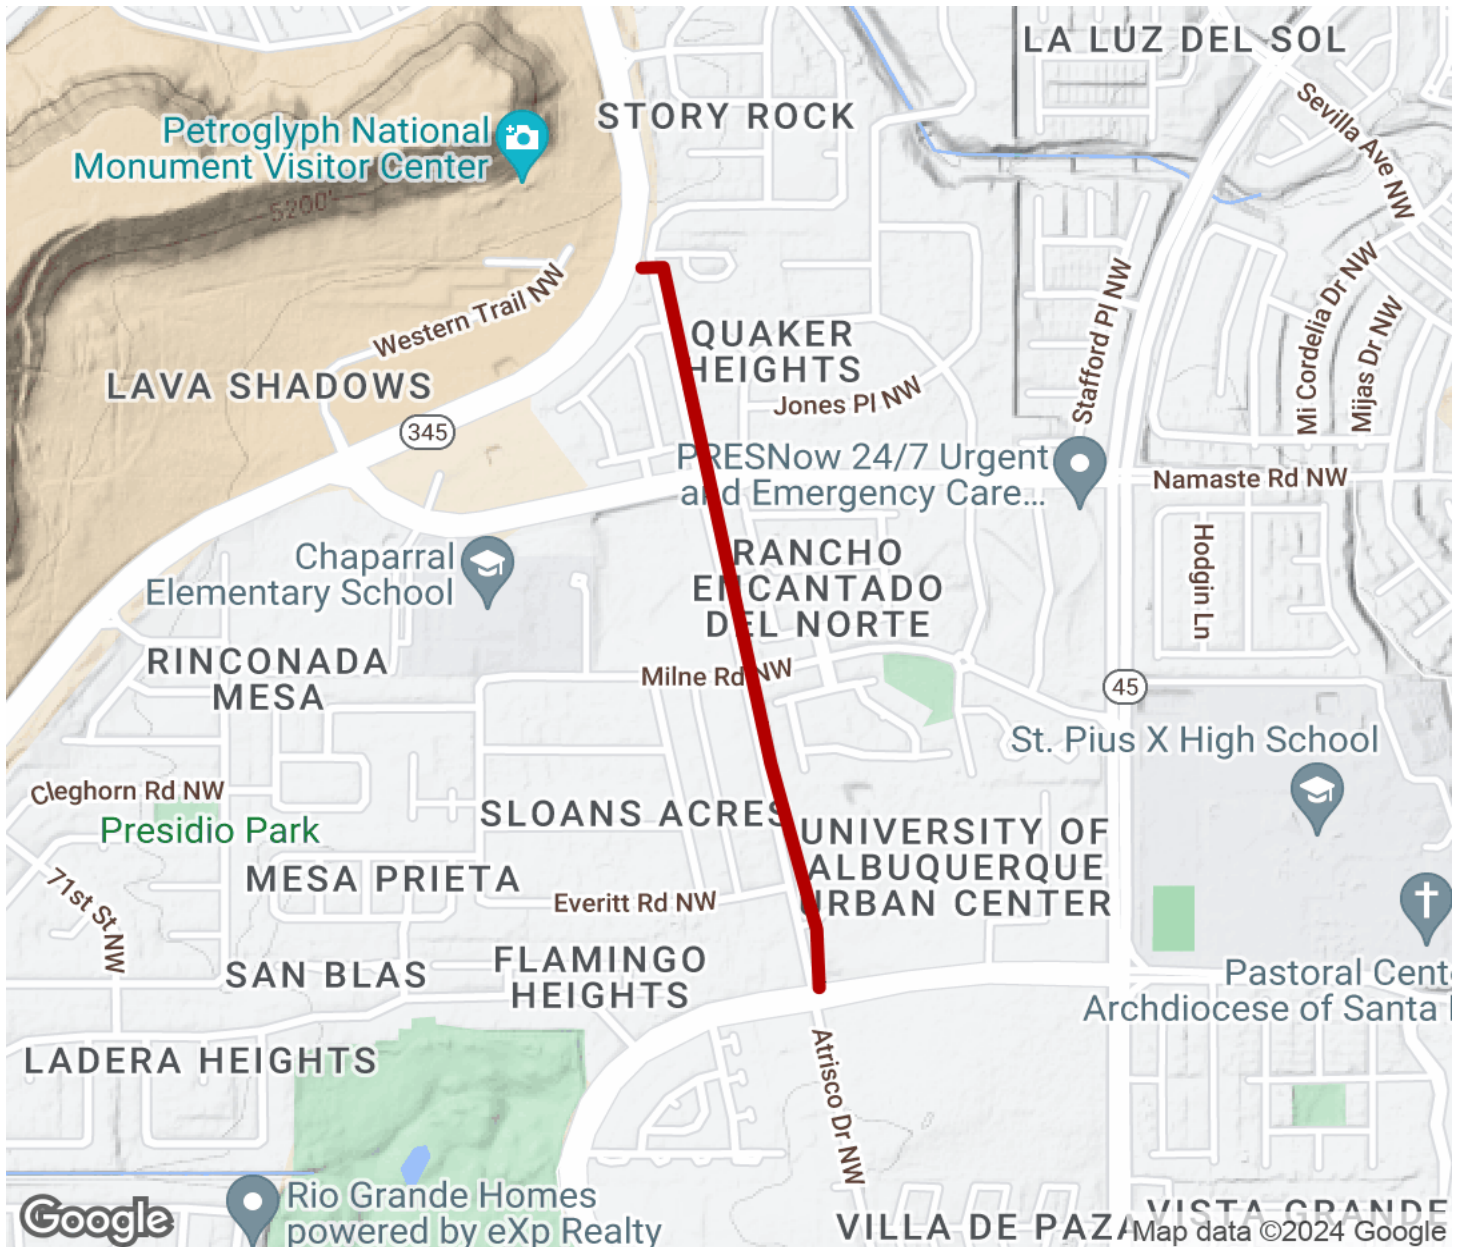 LA LUZ DEL SOL
Sevilla Ave NW
STORY ROCK
Petroglyph National
Monument Visitor Center
5200'
Western Trail NW
Stafford Pl NW
Mi Cordelia Dr NW
Mijas Dr NW
QUAKER
HEIGHTS
LAVA SHADOWS
Jones Pl NW
345
PRESNow 24/7 Urgent
and Emergency Care...
Namaste Rd NW
Hodgin Ln
Chaparral
Elementary School
RANCHO
ENCANTADO
DEL NORTE
RINCONADA
MESA
Milne Rd NW
45
St. Pius X High School
Cleghorn Rd NW
Presidio Park
SLOANS ACRES
UNIVERSITY OF
ALBUQUERQUE
URBAN CENTER
MESA PRIETA
71st St NW
Everitt Rd NW
SAN BLAS
FLAMINGO
HEIGHTS
Pastoral Cent
Archdiocese of Santa
LADERA HEIGHTS
Atrisco Dr NW
Google
Rio Grande Homes
powered by eXp Realty
VILLA DE PAZ
VISTA GRANDE
Map data ©2024 Google